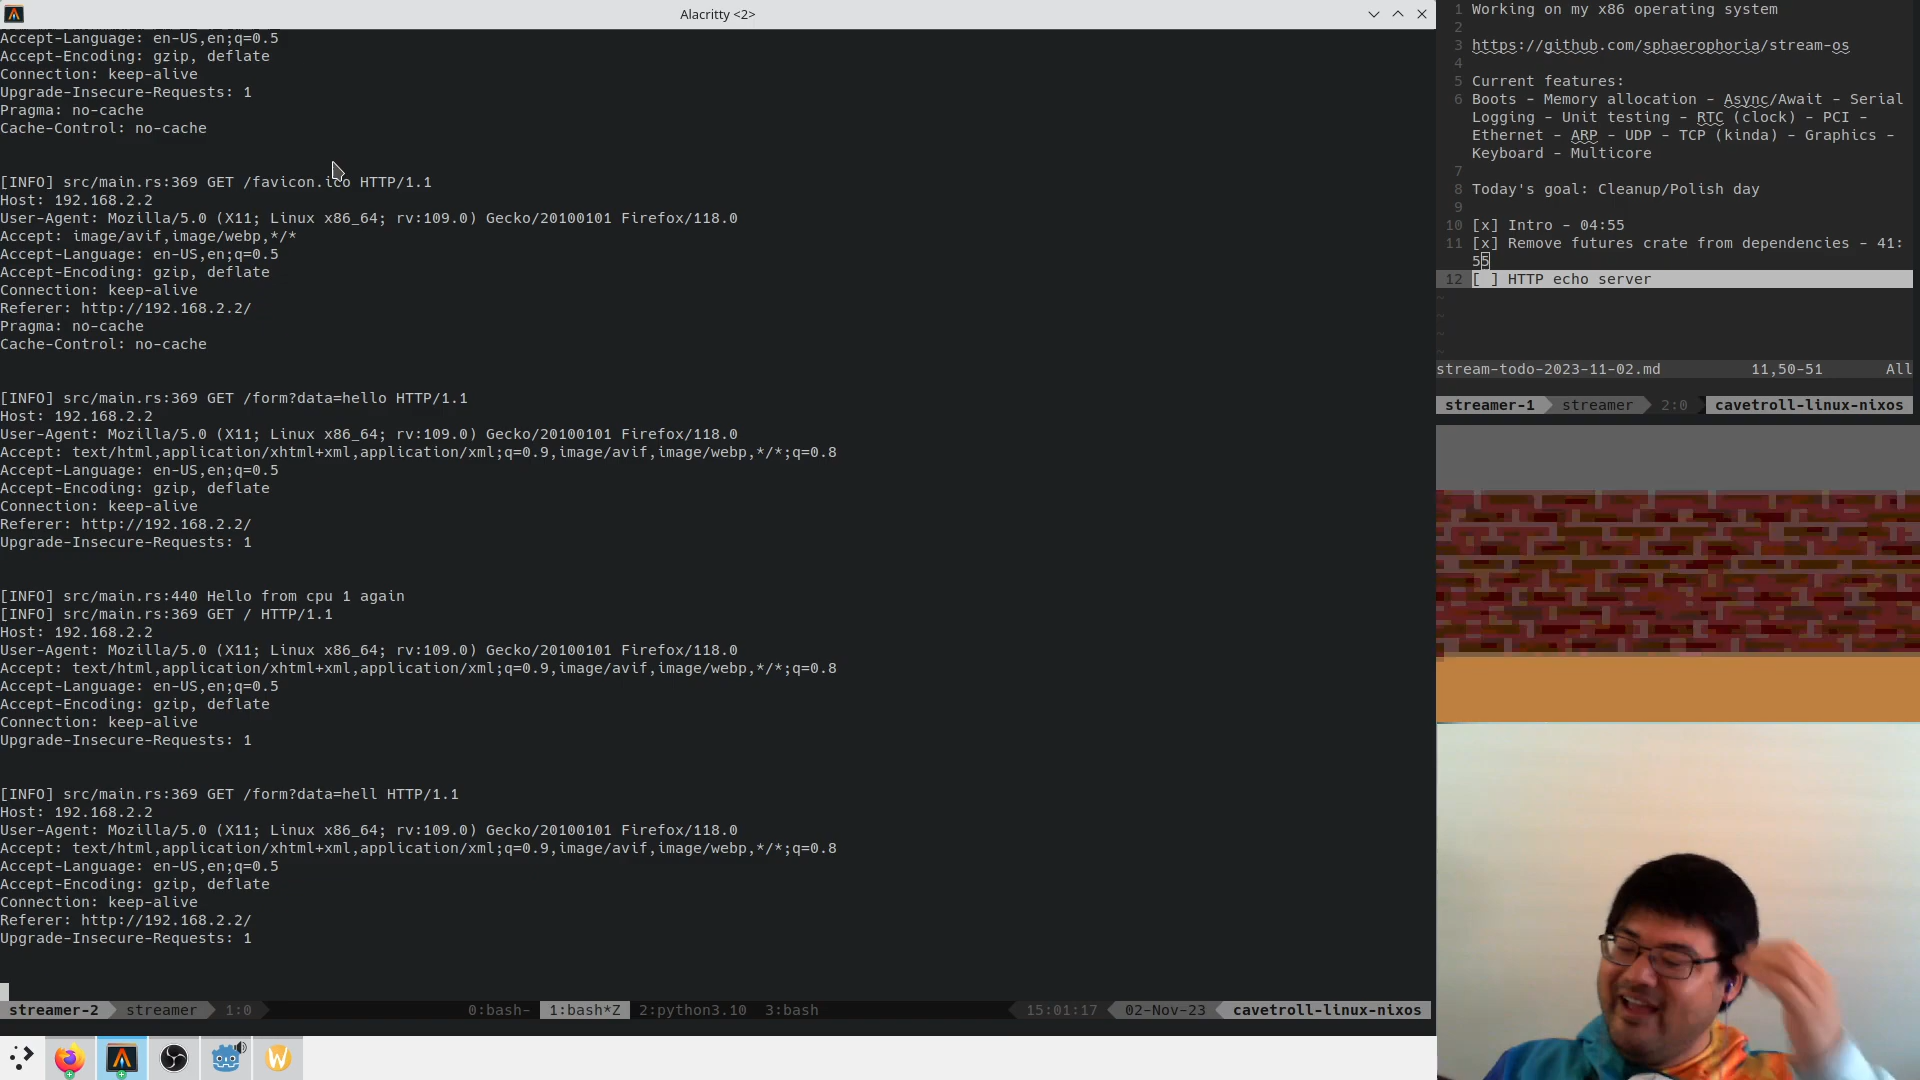 Alacritty <2>
Accept-Language: en-US,en;q=0.5
Accept-Encoding: gzip, deflate
Connection: keep-alive
Upgrade-Insecure-Requests: 1
Pragma: no-cache
Cache-Control: no-cache
[INFO] src/main.rs:369 GET /favicon.ico HTTP/1.1
Host: 192.168.2.2
User-Agent: Mozilla/5.0 (X11; Linux x86_64; rv:109.0) Gecko/20100101 Firefox/118.0
Accept: image/avif,image/webp,*/*
Accept-Language: en-US,en;q=0.5
Accept-Encoding: gzip, deflate
Connection: keep-alive
Referer: http://192.168.2.2/
Pragma: no-cache
Cache-Control: no-cache
[INFO] src/main.rs:369 GET /form?data=hello HTTP/1.1
Host: 192.168.2.2
User-Agent: Mozilla/5.0 (X11; Linux x86_64; rv:109.0) Gecko/20100101 Firefox/118.0
Accept: text/html,application/xhtml+xml,application/xml;q=0.9,image/avif,image/webp,*/*;q=0.8
Accept-Language: en-US,en;q=0.5
Accept-Encoding: gzip, deflate
Connection: keep-alive
Referer: http://192.168.2.2/
Upgrade-Insecure-Requests: 1
[INFO] src/main.rs:440 Hello from cpu 1 again
[INFO] src/main.rs:369 GET / HTTP/1.1
Host: 192.168.2.2
User-Agent: Mozilla/5.0 (X11; Linux x86_64; rv:109.0) Gecko/20100101 Firefox/118.0
Accept: text/html,application/xhtml+xml,application/xml;q=0.9,image/avif,image/webp,*/*;q=0.8
Accept-Language: en-US,en;q=0.5
Accept-Encoding: gzip, deflate
Connection: keep-alive
Upgrade-Insecure-Requests: 1
[INFO] src/main.rs:369 GET /form?data=hell HTTP/1.1
Host: 192.168.2.2
User-Agent: Mozilla/5.0 (X11; Linux x86_64; rv:109.0) Gecko/20100101 Firefox/118.0
Accept: text/html,application/xhtml+xml,application/xml;q=0.9,image/avif,image/webp,*/*;q=0.8
Accept-Language: en-US,en;q=0.5
Accept-Encoding: gzip, deflate
Connection: keep-alive
Referer: http://192.168.2.2/
Upgrade-Insecure-Requests: 1
streamer-2 streamer 1:0 0:bash- 1:bash*Z 2:python3.10 3:bash 15:01:17 02-Nov-23 cavetroll-linux-nixos
1 Working on my x86 operating system
2
3 https://github.com/sphaerophoria/stream-os
4
5 Current features:
6 Boots - Memory allocation - Async/Await - Serial
Logging - Unit testing - RTC (clock) - PCI -
Ethernet - ARP - UDP - TCP (kinda) - Graphics -
Keyboard - Multicore
7
8 Today's goal: Cleanup/Polish day
9
10 [x] Intro - 04:55
11 [x] Remove futures crate from dependencies - 41:
55
12 [ ] HTTP echo server
~
~
~
~
stream-todo-2023-11-02.md 11,50-51 All
streamer-1 streamer 2:0 cavetroll-linux-nixos